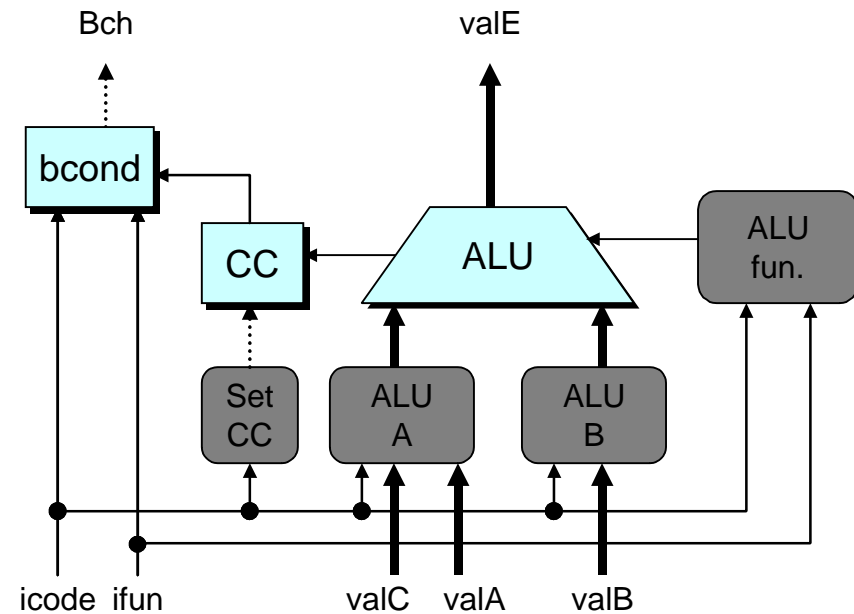 Bch
valE
bcond
CC
ALU
ALU
fun.
Set
CC
ALU
A
ALU
B
icode
ifun
valC
valA
valB